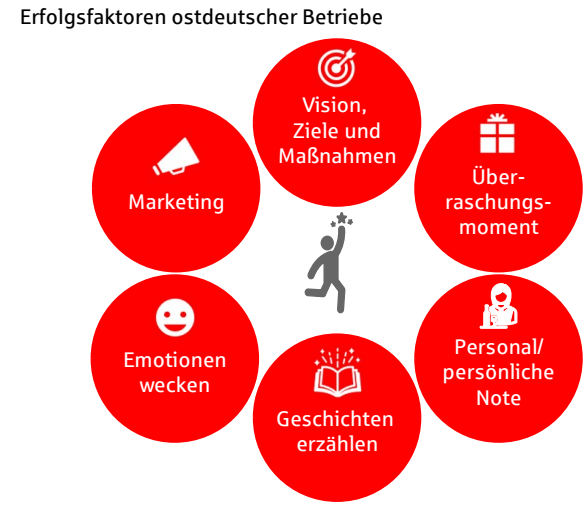 Erfolgsfaktoren ostdeutscher Betriebe
Vision,
Ziele und
Maßnahmen
Über-
raschungs-
moment
Personal/
persönliche
Note
Geschichten
erzählen
Emotionen
wecken
Marketing